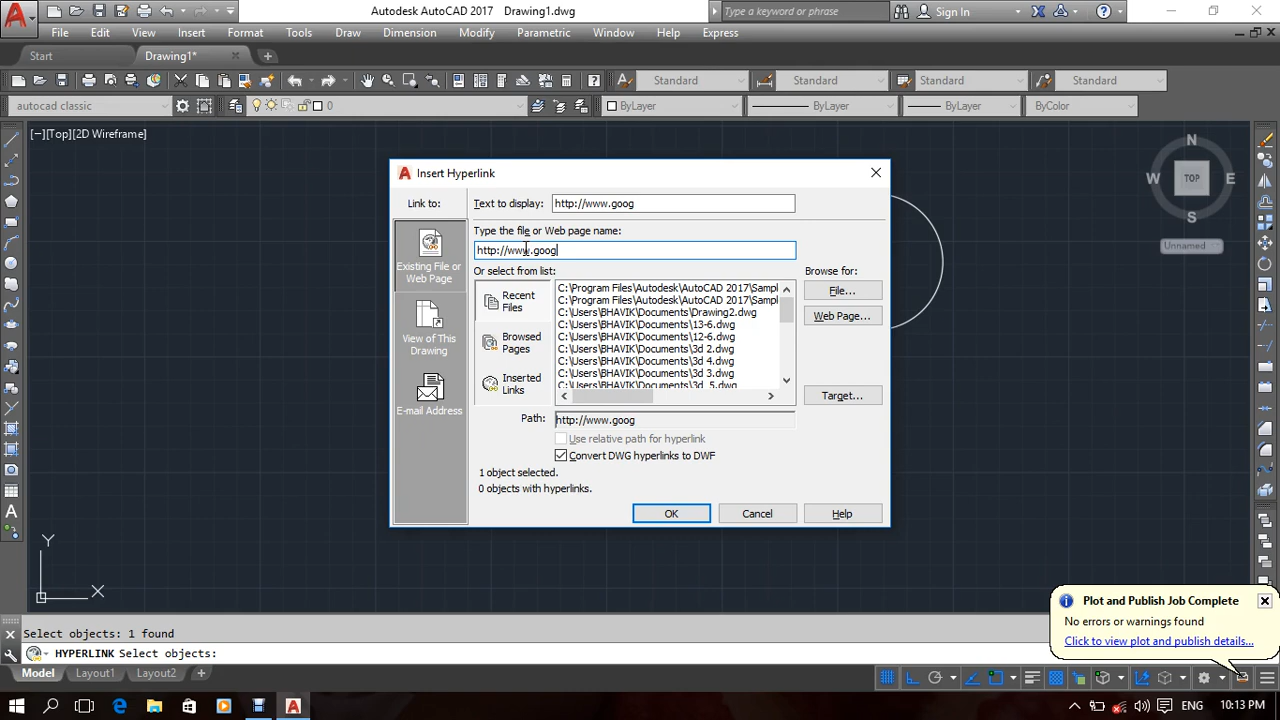 Autodesk AutoCAD 2017 Drawing1.dwg
Type a keyword or phrase
Sign In
File Edit View Insert Format Tools Draw Dimension Modify Parametric Window Help Express
Start Drawing1*
Standard Standard Standard Standard
autocad classic 0 ByLayer ByLayer ByLayer ByColor
[−][Top][2D Wireframe]
N
W TOP E
S
Unnamed
Insert Hyperlink
Link to:
Text to display: http://www.goog
Type the file or Web page name:
http://www.goog
Existing File or
Web Page
View of This
Drawing
E-mail Address
Or select from list:
Recent
Files
Browsed
Pages
Inserted
Links
C:\Program Files\Autodesk\AutoCAD 2017\Sampl
C:\Program Files\Autodesk\AutoCAD 2017\Sampl
C:\Users\BHAVIK\Documents\Drawing2.dwg
C:\Users\BHAVIK\Documents\13-6.dwg
C:\Users\BHAVIK\Documents\12-6.dwg
C:\Users\BHAVIK\Documents\3d 2.dwg
C:\Users\BHAVIK\Documents\3d 4.dwg
C:\Users\BHAVIK\Documents\3d 3.dwg
C:\Users\BHAVIK\Documents\3d 5.dwg
Browse for:
File...
Web Page...
Target...
Path: http://www.goog
Use relative path for hyperlink
Convert DWG hyperlinks to DWF
1 object selected.
0 objects with hyperlinks.
OK Cancel Help
Y
X
Plot and Publish Job Complete
No errors or warnings found
Click to view plot and publish details...
Select objects: 1 found
HYPERLINK Select objects:
Model Layout1 Layout2
ENG 10:13 PM